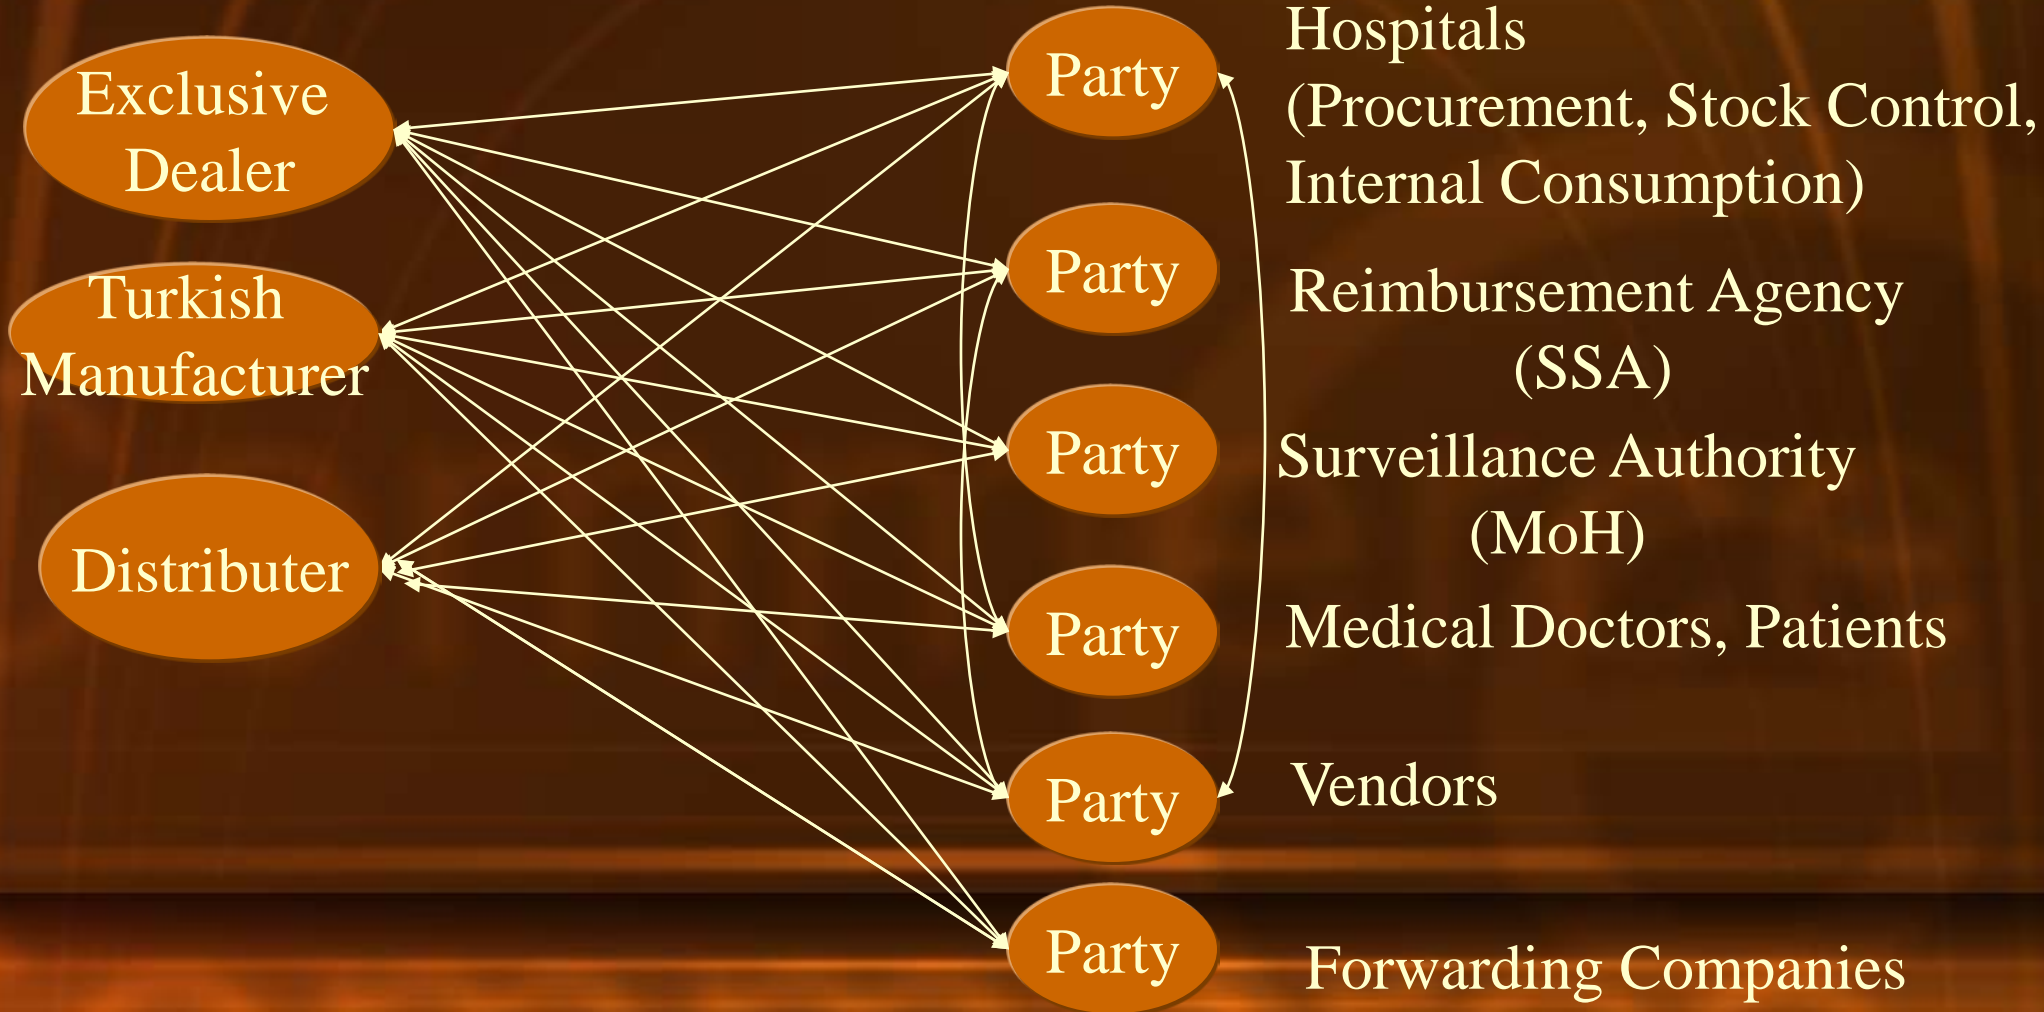 Exclusive
Dealer
Turkish
Manufacturer
Distributer
Party
Hospitals
(Procurement, Stock Control,
Internal Consumption)
Party
Reimbursement Agency
(SSA)
Party
Surveillance Authority
(MoH)
Party
Medical Doctors, Patients
Party
Vendors
Party
Forwarding Companies